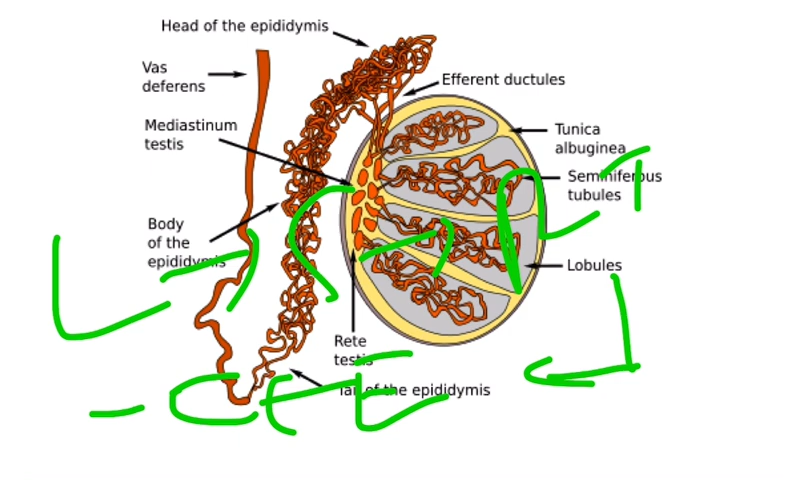 Head of the epididymis
Vas
deferens
Efferent ductules
Mediastinum
testis
Tunica
albuginea
Seminiferous
tubules
Body
of the
epididymis
Lobules
Rete
testis
Tail of the epididymis